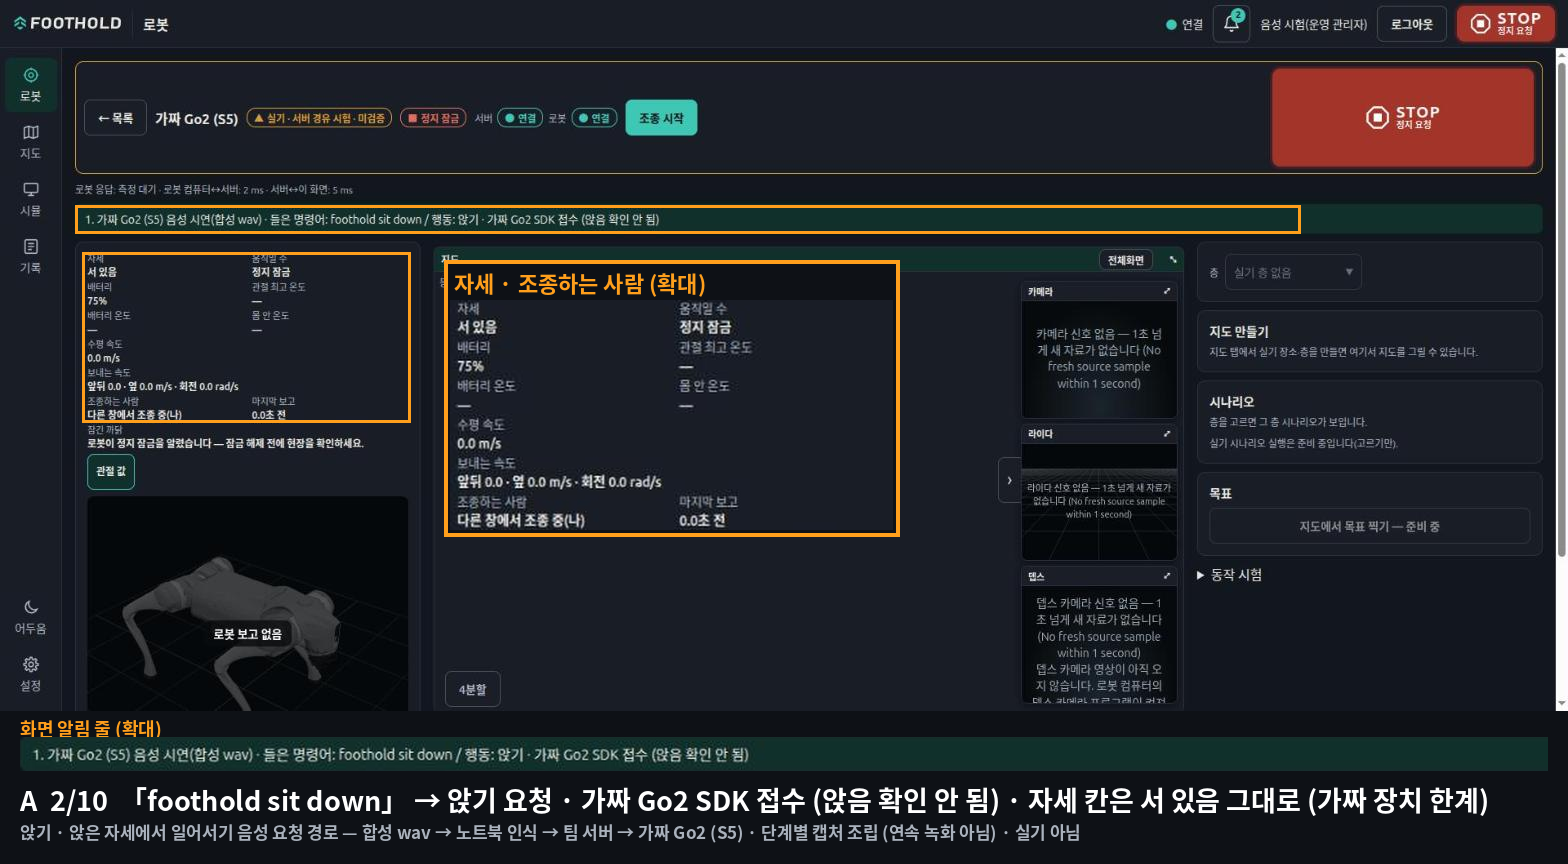 FOOTHOLD
로봇
연결
2
음성 시험(운영 관리자)
로그아웃
STOP
정지 요청
로봇
지도
시뮬
기록
어두움
설정
← 목록
가짜 Go2 (S5)
▲ 실기 · 서버 경유 시험 · 미검증
■ 정지 잠금
서버
● 연결
로봇
● 연결
조종 시작
STOP
정지 요청
로봇 응답: 측정 대기 · 로봇 컴퓨터↔서버: 2 ms · 서버↔이 화면: 5 ms
1. 가짜 Go2 (S5) 음성 시연(합성 wav) · 들은 명령어: foothold sit down / 행동: 앉기 · 가짜 Go2 SDK 접수 (앉음 확인 안 됨)
자세
움직일 수
서 있음
정지 잠금
배터리
관절 최고 온도
75%
—
배터리 온도
몸 안 온도
—
—
수평 속도
0.0 m/s
보내는 속도
앞뒤 0.0 · 옆 0.0 m/s · 회전 0.0 rad/s
조종하는 사람
마지막 보고
다른 창에서 조종 중(나)
0.0초 전
잠긴 까닭
로봇이 정지 잠금을 알렸습니다 — 잠금 해제 전에 현장을 확인하세요.
관절 값
로봇 보고 없음
전체화면
자세 · 조종하는 사람 (확대)
자세
움직일 수
서 있음
정지 잠금
배터리
관절 최고 온도
75%
—
배터리 온도
몸 안 온도
—
—
수평 속도
0.0 m/s
보내는 속도
앞뒤 0.0 · 옆 0.0 m/s · 회전 0.0 rad/s
조종하는 사람
마지막 보고
다른 창에서 조종 중(나)
0.0초 전
4분할
카메라
카메라 신호 없음 — 1초 넘
게 새 자료가 없습니다 (No
fresh source sample
within 1 second)
라이다
라이다 신호 없음 — 1초 넘게 새 자료가
없습니다 (No fresh source sample
within 1 second)
뎁스
뎁스 카메라 신호 없음 — 1
초 넘게 새 자료가 없습니다
(No fresh source sample
within 1 second)
뎁스 카메라 영상이 아직 오
지 않습니다. 로봇 컴퓨터의
층
실기 층 없음
지도 만들기
지도 탭에서 실기 장소·층을 만들면 여기서 지도를 그릴 수 있습니다.
시나리오
층을 고르면 그 층 시나리오가 보입니다.
실기 시나리오 실행은 준비 중입니다(고르기만).
목표
지도에서 목표 찍기 — 준비 중
▶ 동작 시험
화면 알림 줄 (확대)
1. 가짜 Go2 (S5) 음성 시연(합성 wav) · 들은 명령어: foothold sit down / 행동: 앉기 · 가짜 Go2 SDK 접수 (앉음 확인 안 됨)
A 2/10 「foothold sit down」 → 앉기 요청 · 가짜 Go2 SDK 접수 (앉음 확인 안 됨) · 자세 칸은 서 있음 그대로 (가짜 장치 한계)
앉기 · 앉은 자세에서 일어서기 음성 요청 경로 — 합성 wav → 노트북 인식 → 팀 서버 → 가짜 Go2 (S5) · 단계별 캡처 조립 (연속 녹화 아님) · 실기 아님